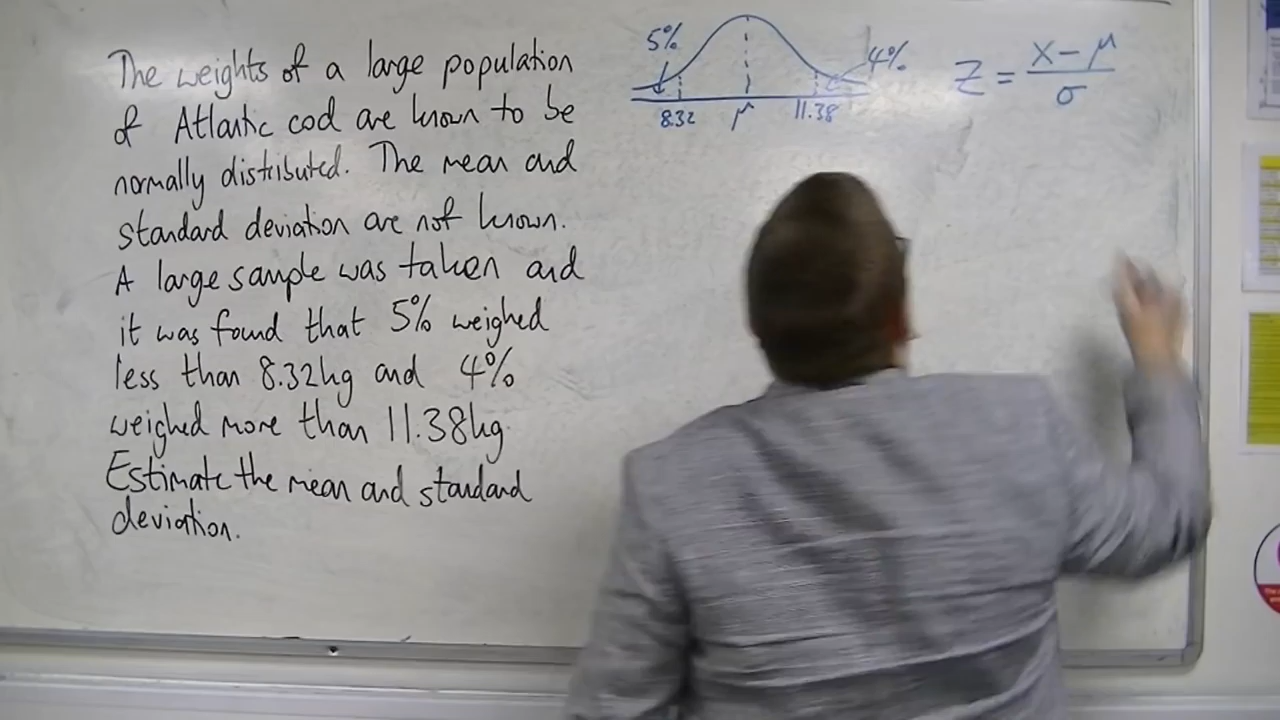 The weights of a large population
of Atlantic cod are known to be
normally distributed. The mean and
standard deviation are not known.
A large sample was taken and
it was found that 5% weighed
less than 8.32kg and 4%
weighed more than 11.38kg.
Estimate the mean and standard
deviation.
5%
4%
8.32 μ 11.38
Z = x - μ
σ